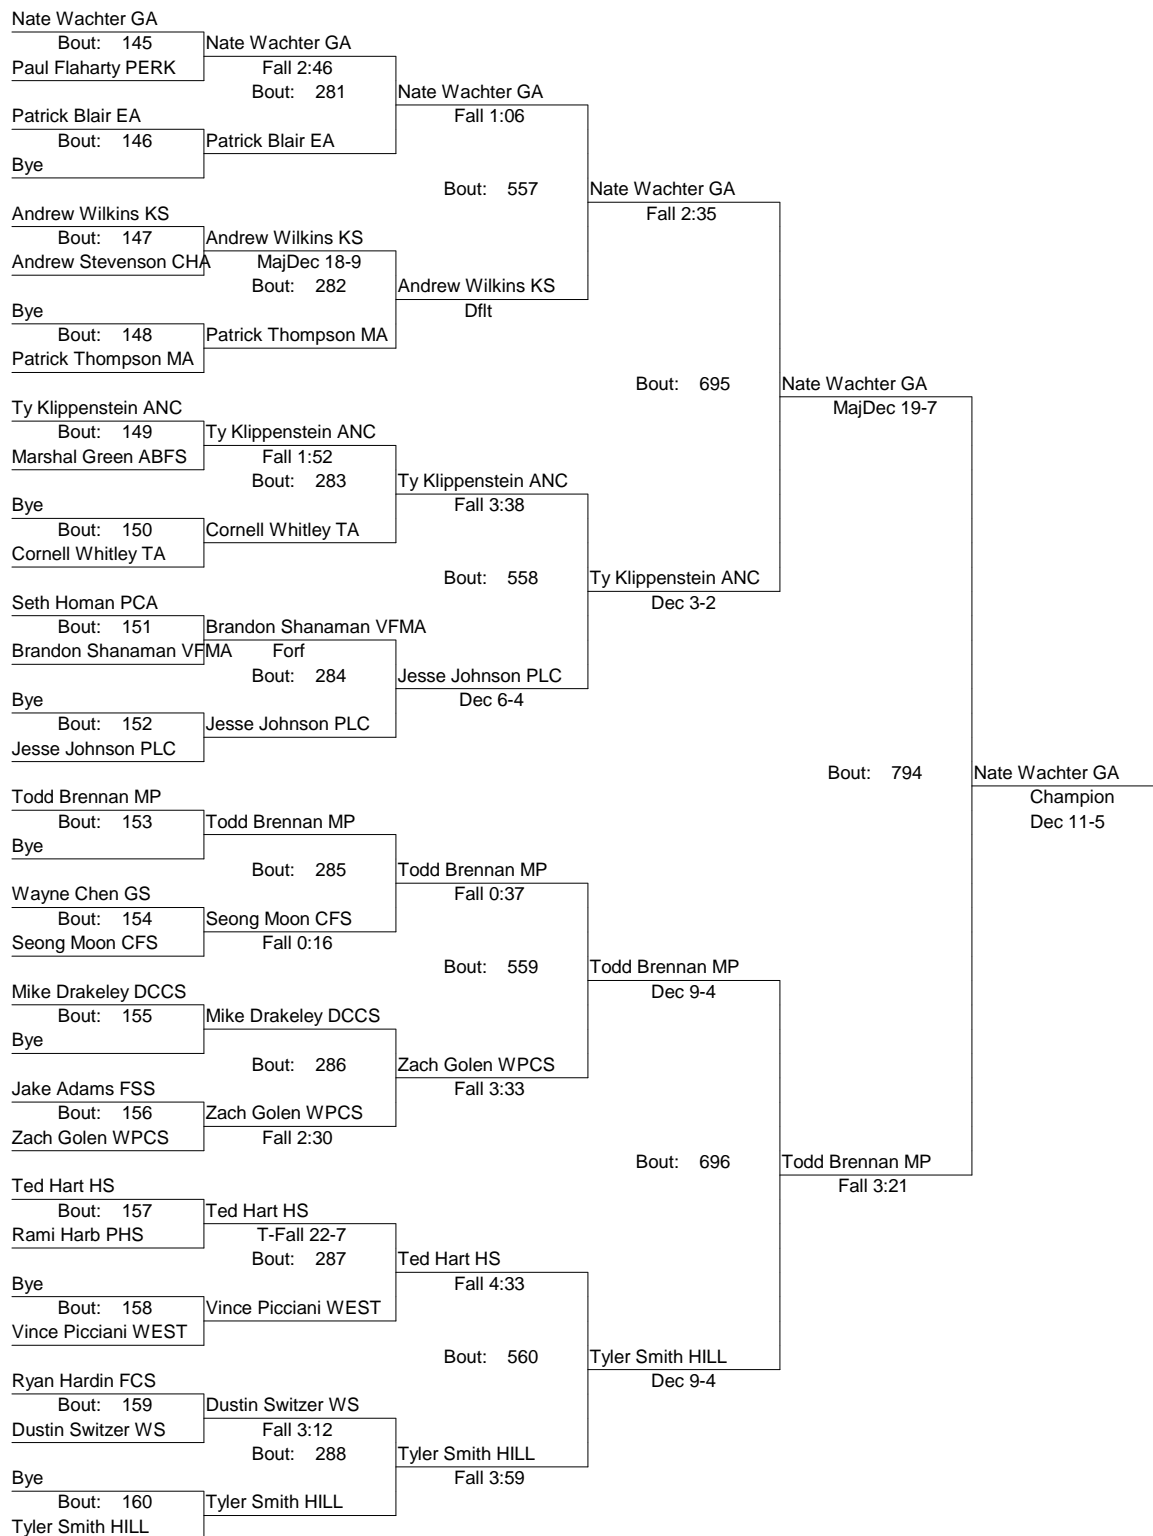 Nate Wachter GA
Bout: 145 Nate Wachter GA
Paul Flaharty PERK Fall 2:46
Bout: 281 Nate Wachter GA
Patrick Blair EA Fall 1:06
Bout: 146 Patrick Blair EA
Bye
Bout: 557 Nate Wachter GA
Andrew Wilkins KS Fall 2:35
Bout: 147 Andrew Wilkins KS
Andrew Stevenson CHA MajDec 18-9
Bout: 282 Andrew Wilkins KS
Bye Dflt
Bout: 148 Patrick Thompson MA
Patrick Thompson MA
Bout: 695 Nate Wachter GA
Ty Klippenstein ANC MajDec 19-7
Bout: 149 Ty Klippenstein ANC
Marshal Green ABFS Fall 1:52
Bout: 283 Ty Klippenstein ANC
Bye Fall 3:38
Bout: 150 Cornell Whitley TA
Cornell Whitley TA
Bout: 558 Ty Klippenstein ANC
Seth Homan PCA Dec 3-2
Bout: 151 Brandon Shanaman VFMA
Brandon Shanaman VFMA Forf
Bout: 284 Jesse Johnson PLC
Bye Dec 6-4
Bout: 152 Jesse Johnson PLC
Jesse Johnson PLC
Bout: 794 Nate Wachter GA
Todd Brennan MP Champion
Bout: 153 Todd Brennan MP Dec 11-5
Bye
Bout: 285 Todd Brennan MP
Wayne Chen GS Fall 0:37
Bout: 154 Seong Moon CFS
Seong Moon CFS Fall 0:16
Bout: 559 Todd Brennan MP
Mike Drakeley DCCS Dec 9-4
Bout: 155 Mike Drakeley DCCS
Bye
Bout: 286 Zach Golen WPCS
Jake Adams FSS Fall 3:33
Bout: 156 Zach Golen WPCS
Zach Golen WPCS Fall 2:30
Bout: 696 Todd Brennan MP
Ted Hart HS Fall 3:21
Bout: 157 Ted Hart HS
Rami Harb PHS T-Fall 22-7
Bout: 287 Ted Hart HS
Bye Fall 4:33
Bout: 158 Vince Picciani WEST
Vince Picciani WEST
Bout: 560 Tyler Smith HILL
Ryan Hardin FCS Dec 9-4
Bout: 159 Dustin Switzer WS
Dustin Switzer WS Fall 3:12
Bout: 288 Tyler Smith HILL
Bye Fall 3:59
Bout: 160 Tyler Smith HILL
Tyler Smith HILL